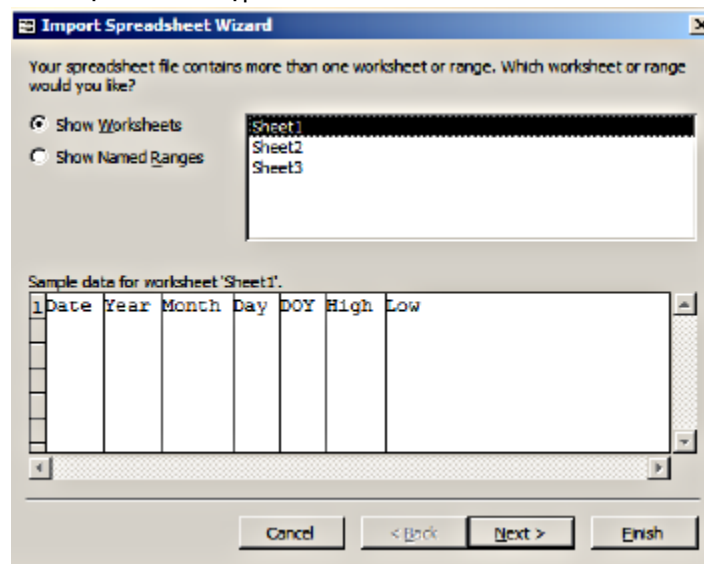 Import Spreadsheet Wizard
Your spreadsheet file contains more than one worksheet or range. Which worksheet or range
would you like?
Show Worksheets
Show Named Ranges
Sheet1
Sheet2
Sheet3
Sample data for worksheet 'Sheet1'.
1 Date Year Month Day DOY High Low
Cancel < Back Next > Finish